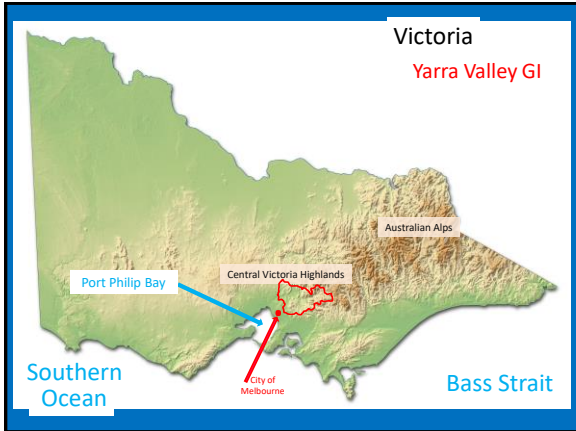 Victoria
Yarra Valley GI
Australian Alps
Central Victoria Highlands
Port Philip Bay
City of
Melbourne
Southern
Ocean
Bass Strait